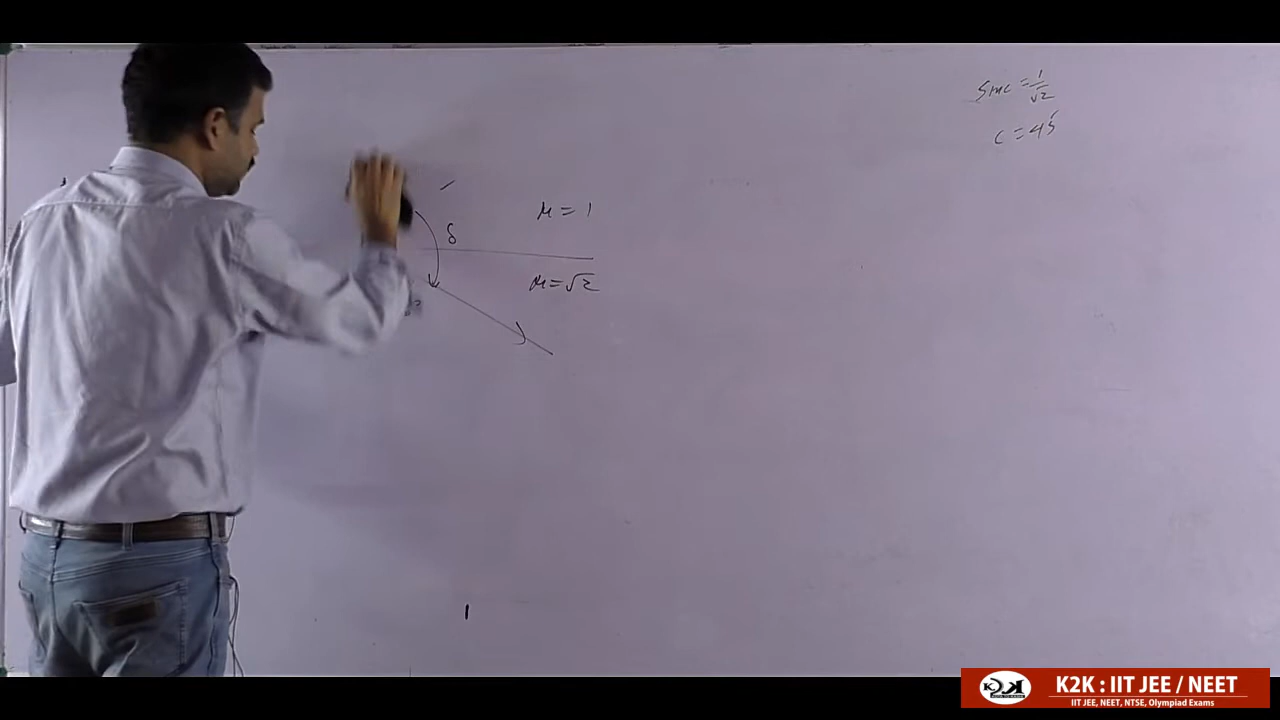 sinc = 1/√2
c = 45°
δ
μ = 1
μ = √2
K2K : IIT JEE / NEET
IIT JEE, NEET, NTSE, Olympiad Exams